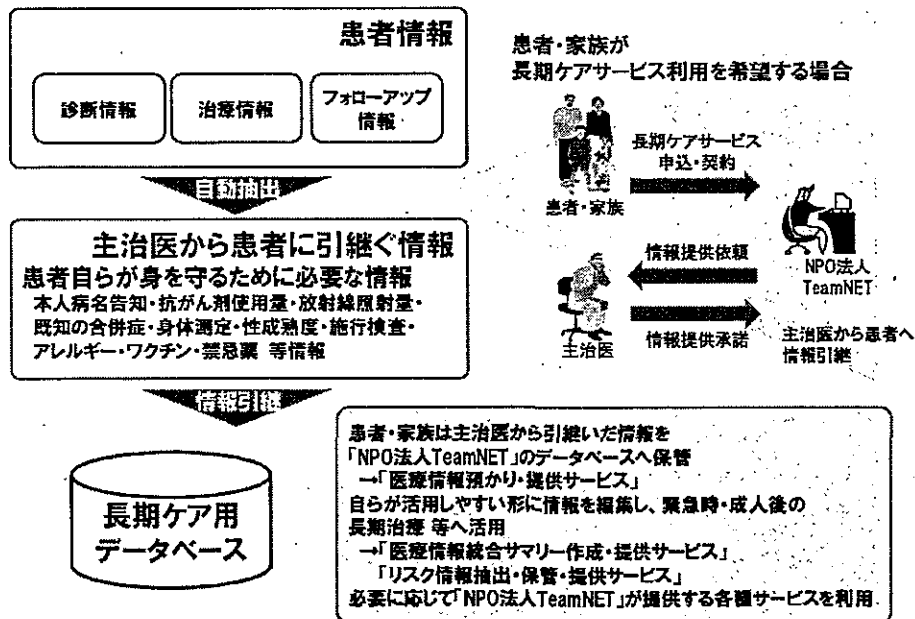 患者情報
診断情報
治療情報
フォローアップ
情報
自動抽出
主治医から患者に引継ぐ情報
患者自らが身を守るために必要な情報
本人病名告知・抗がん剤使用量・放射線照射量・
既知の合併症・身体測定・性成熟度・施行検査・
アレルギー・ワクチン・禁忌薬 等情報
情報引継
長期ケア用
データベース
患者・家族が
長期ケアサービス利用を希望する場合
長期ケアサービス
申込・契約
患者・家族
情報提供依頼
NPO法人
TeamNET
主治医
情報提供承諾
主治医から患者へ
情報引継
患者・家族は主治医から引継いだ情報を
「NPO法人TeamNET」のデータベースへ保管
→「医療情報預かり・提供サービス」
自らが活用しやすい形に情報を編集し、緊急時・成人後の
長期治療 等へ活用
→「医療情報統合サマリー作成・提供サービス」
「リスク情報抽出・保管・提供サービス」
必要に応じて「NPO法人TeamNET」が提供する各種サービスを利用